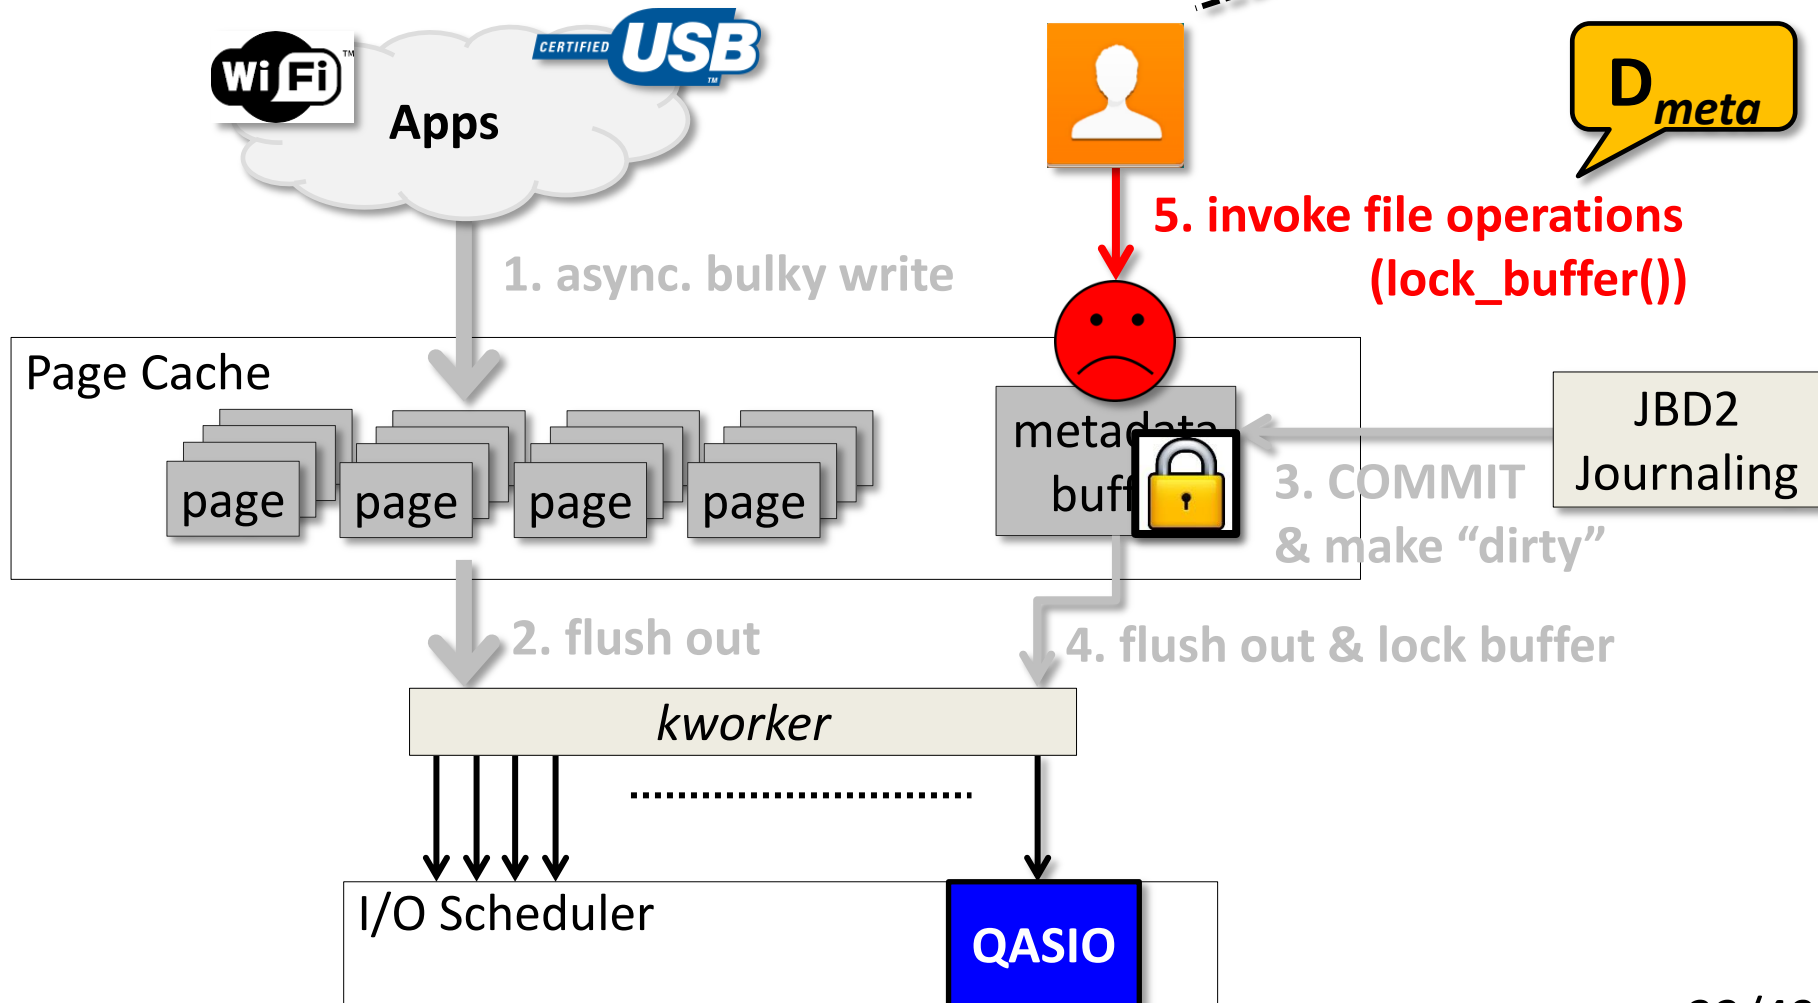 Wi Fi TM
CERTIFIED USB TM
Apps
D meta
5. invoke file operations
(lock_buffer())
1. async. bulky write
Page Cache
page page page page
metadata
JBD2
Journaling
3. COMMIT
& make “dirty”
2. flush out
4. flush out & lock buffer
kworker
I/O Scheduler
QASIO